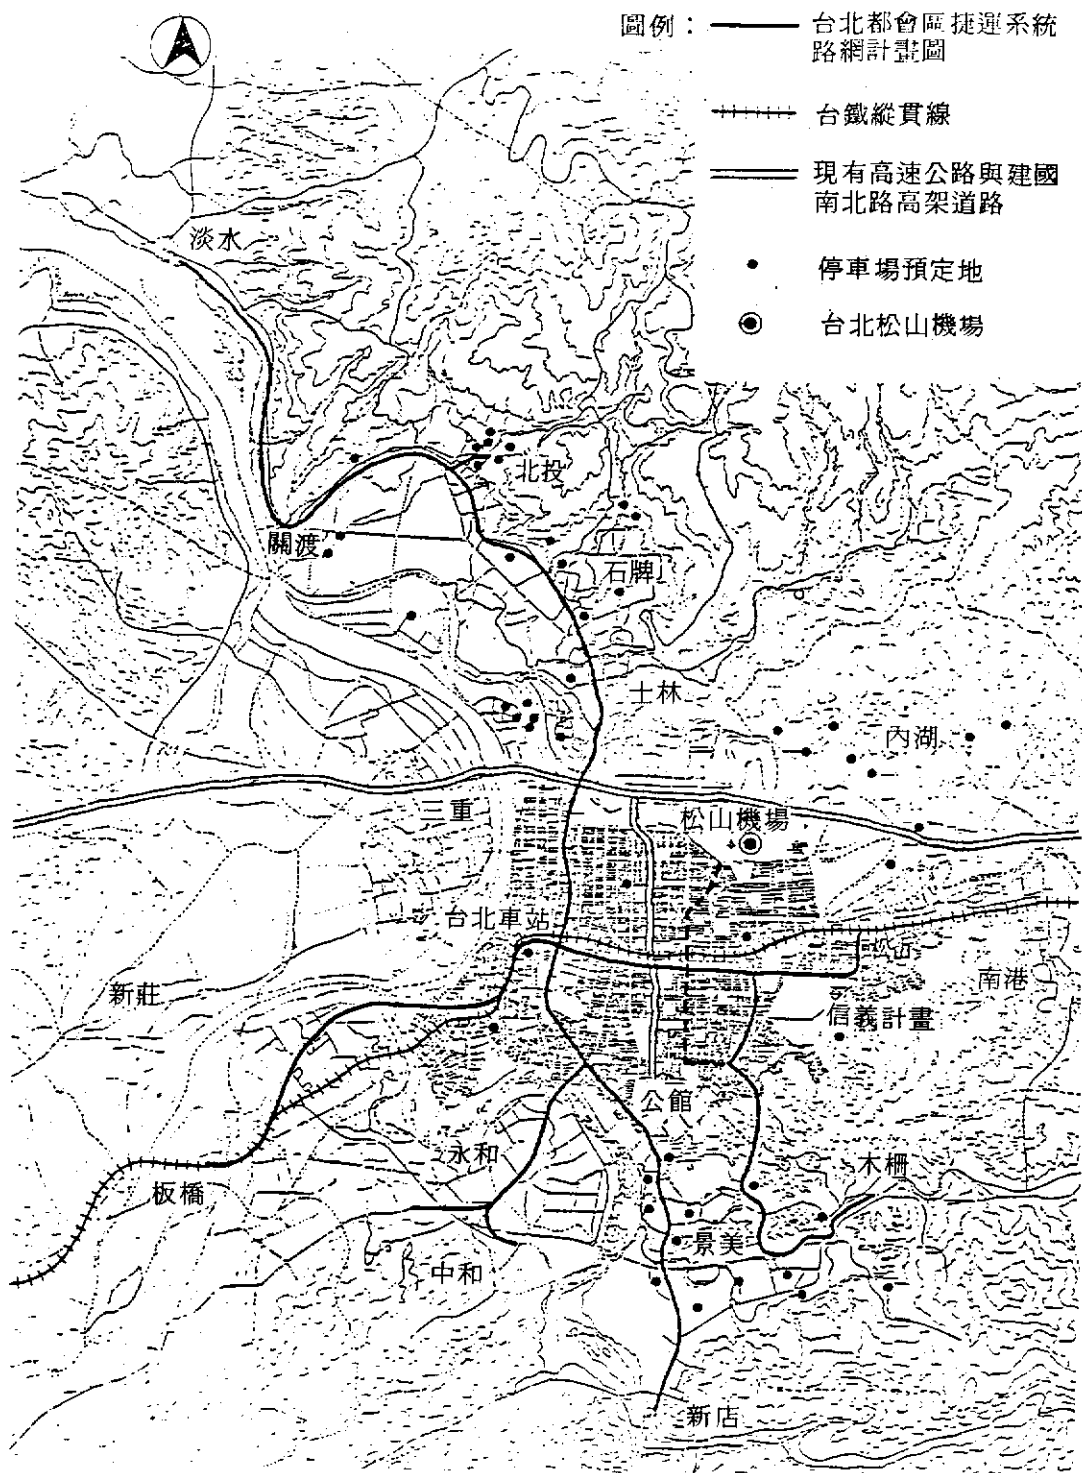 圖例：
台北都會區捷運系統
路網計畫圖
台鐵縱貫線
現有高速公路與建國
南北路高架道路
停車場預定地
台北松山機場
淡水
北投
關渡
石牌
士林
內湖
三重
松山機場
台北車站
松山
南港
新莊
信義計畫
公館
永和
木柵
板橋
景美
中和
新店